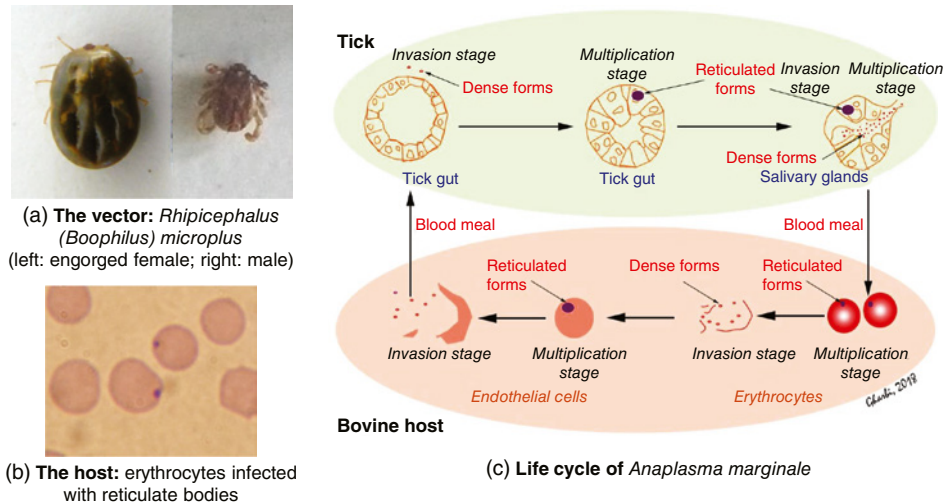 (a) The vector: Rhipicephalus
(Boophilus) microplus
(left: engorged female; right: male)
(b) The host: erythrocytes infected
with reticulate bodies
Tick
Invasion stage
Dense forms
Tick gut
Multiplication
stage
Reticulated
forms
Tick gut
Invasion
stage
Multiplication
stage
Dense forms
Salivary glands
Blood meal
Blood meal
Reticulated
forms
Dense forms
Reticulated
forms
Invasion stage
Multiplication
stage
Invasion stage
Multiplication
stage
Endothelial cells
Erythrocytes
Gharbi, 2018
Bovine host
(c) Life cycle of Anaplasma marginale